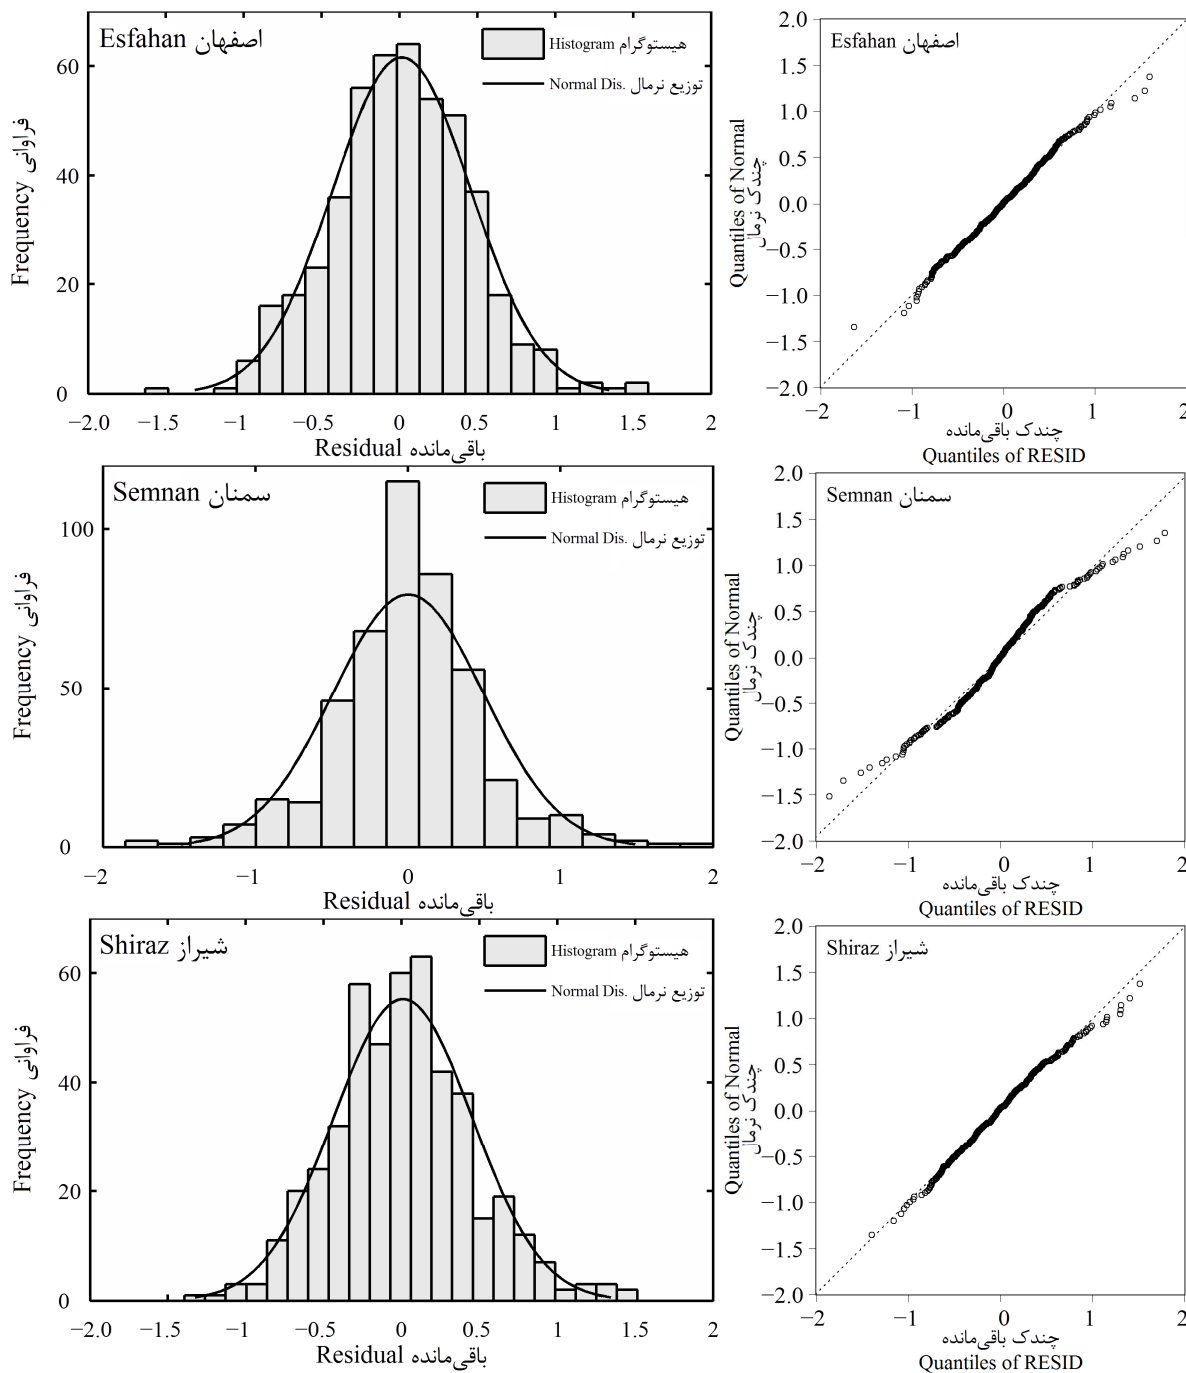 Esfahan اصفهان
Histogram هیستوگرام
Normal Dis. توزیع نرمال
Frequency فراوانی
60
40
20
0
−2.0 −1.5 −1 −0.5 0 0.5 1 1.5 2
Residual باقی‌مانده
Esfahan اصفهان
Quantiles of Normal
چندک نرمال
2.0
1.5
1.0
0.5
0.0
−0.5
−1.0
−1.5
−2.0
−2 −1 0 1 2
چندک باقی‌مانده
Quantiles of RESID
Semnan سمنان
Histogram هیستوگرام
Normal Dis. توزیع نرمال
Frequency فراوانی
100
50
0
−2 −1 0 1 2
Residual باقی‌مانده
Semnan سمنان
Quantiles of Normal
چندک نرمال
2.0
1.5
1.0
0.5
0.0
−0.5
−1.0
−1.5
−2.0
−2 −1 0 1 2
چندک باقی‌مانده
Quantiles of RESID
Shiraz شیراز
Histogram هیستوگرام
Normal Dis. توزیع نرمال
Frequency فراوانی
60
40
20
0
−2.0 −1.5 −1 −0.5 0 0.5 1 1.5 2
Residual باقی‌مانده
Shiraz شیراز
Quantiles of Normal
چندک نرمال
2.0
1.5
1.0
0.5
0.0
−0.5
−1.0
−1.5
−2.0
−2 −1 0 1 2
چندک باقی‌مانده
Quantiles of RESID